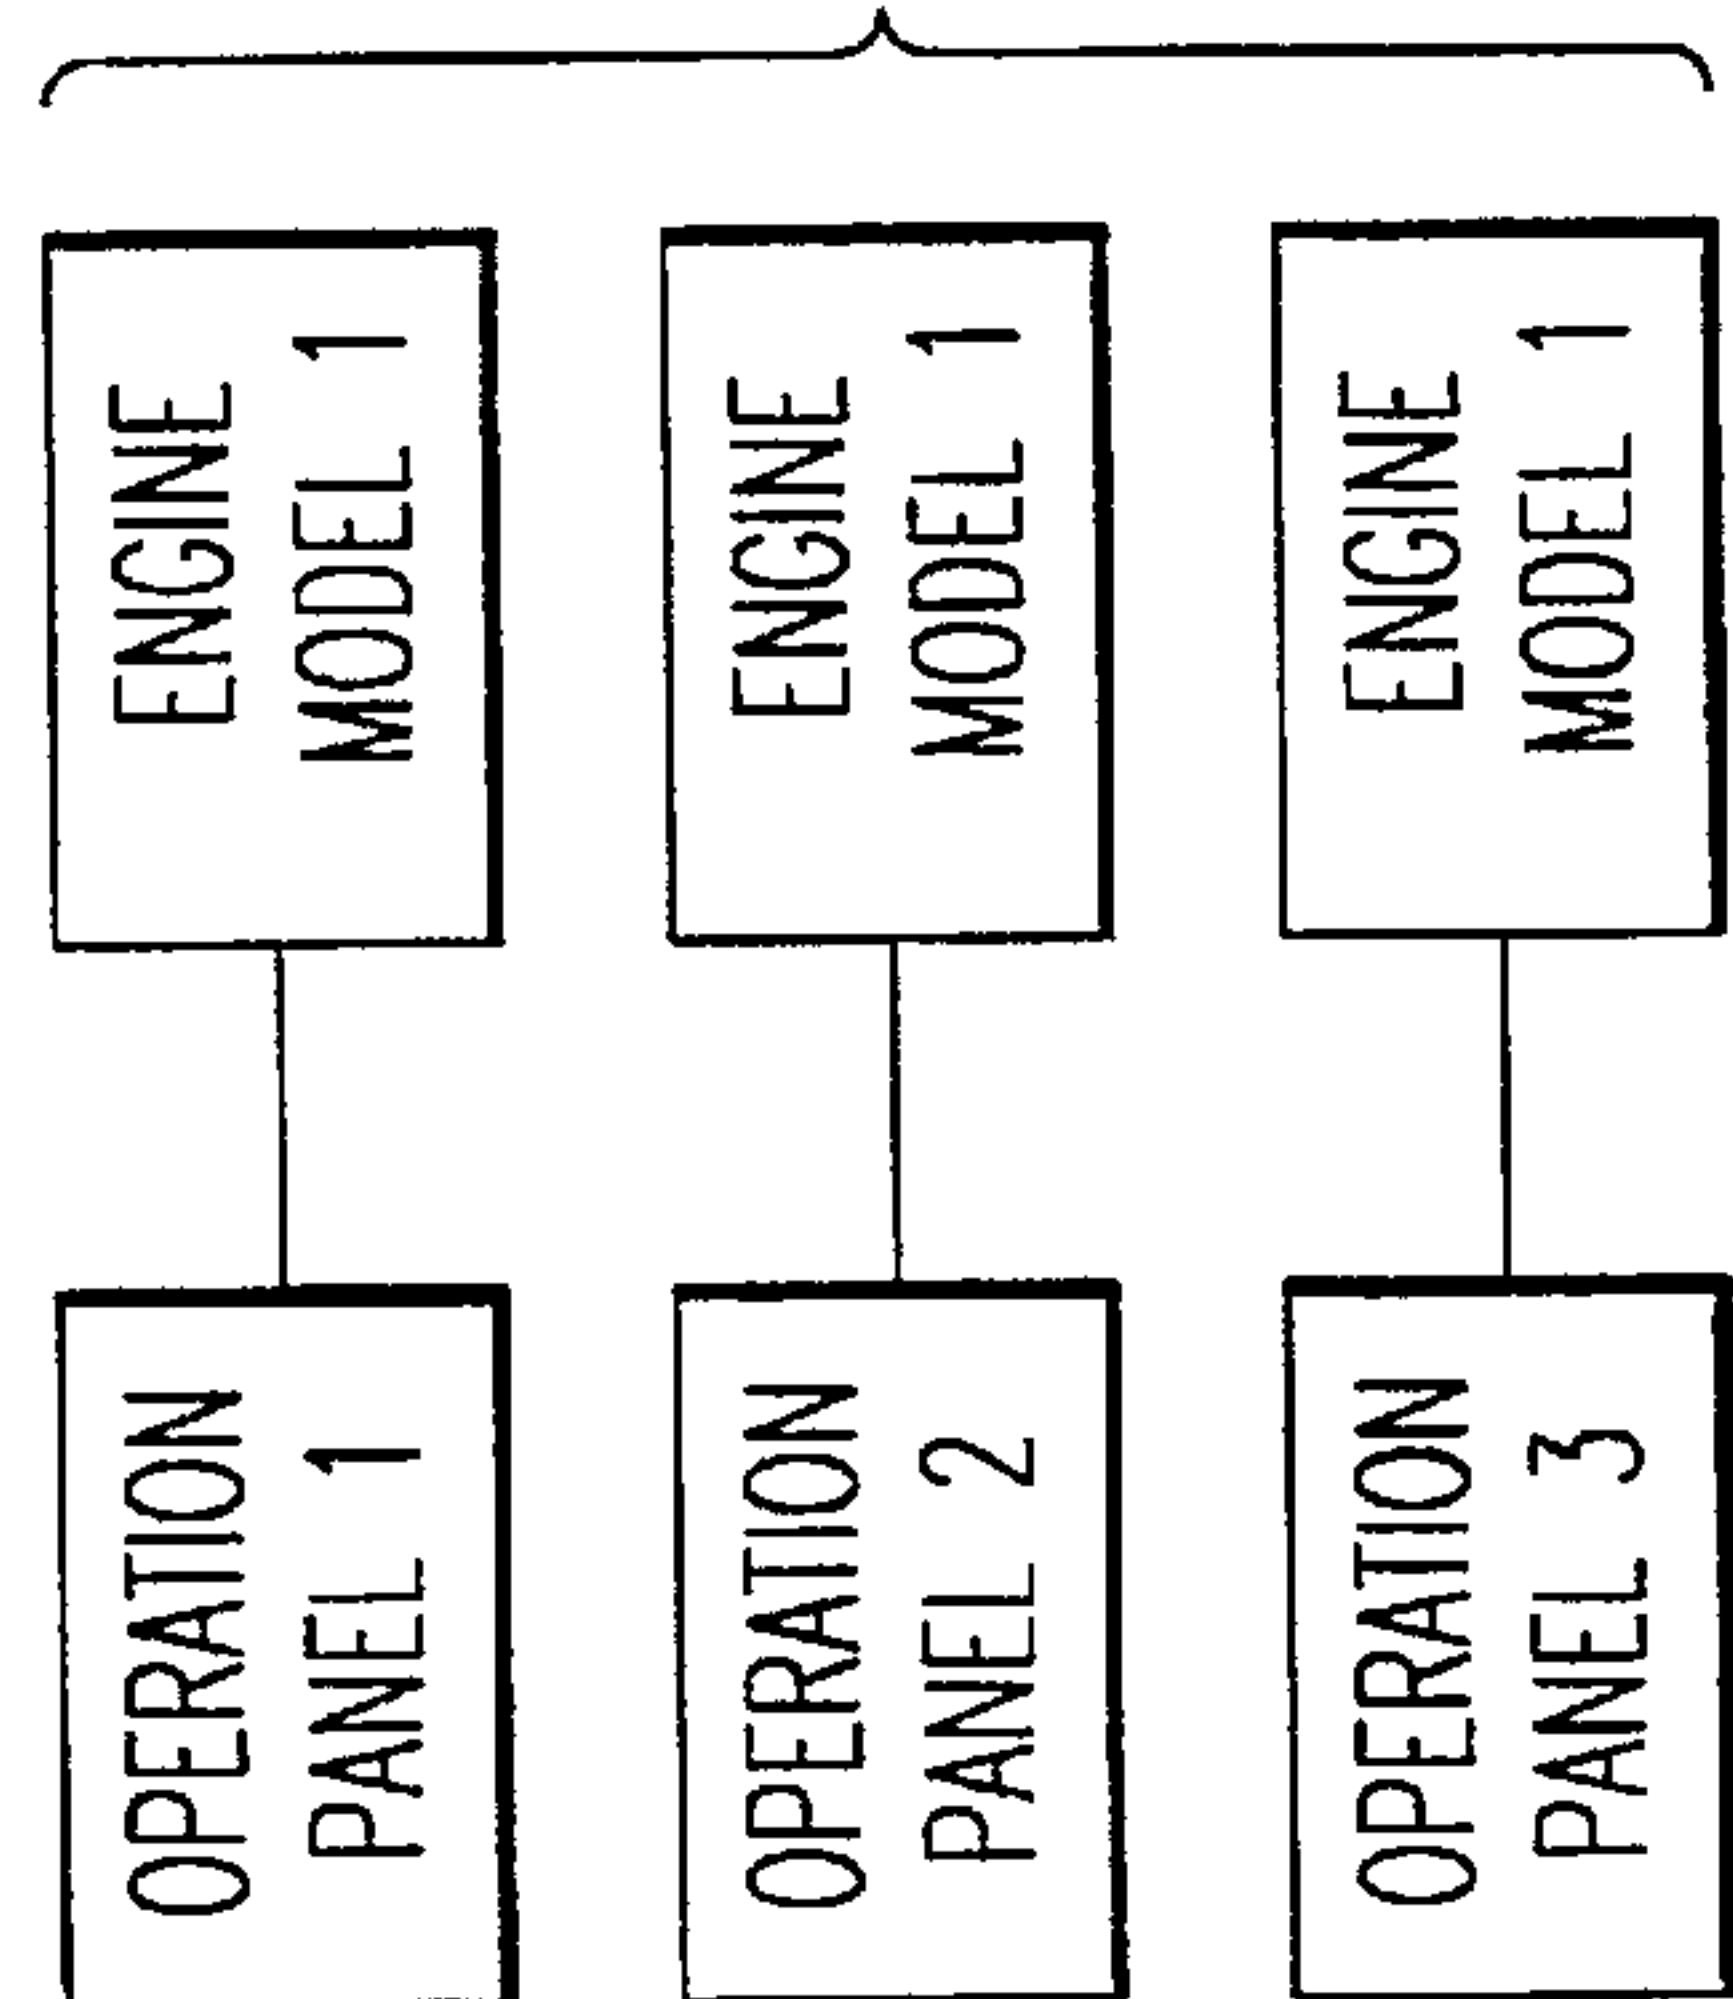 OPERATION
PANEL 1
ENGINE
MODEL 1
OPERATION
PANEL 2
ENGINE
MODEL 1
OPERATION
PANEL 3
ENGINE
MODEL 1